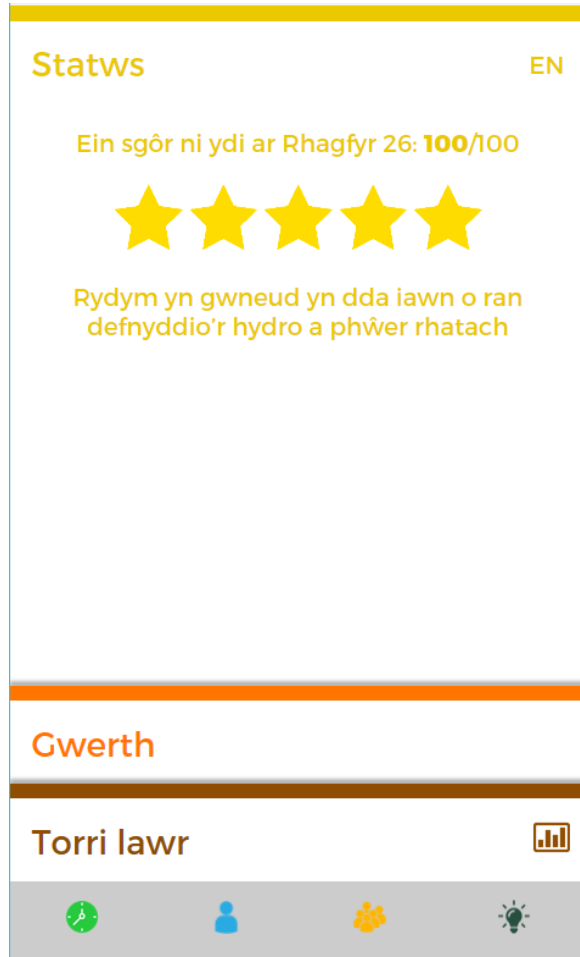 Statws
EN
Ein sgôr ni ydi ar Rhagfyr 26: 100/100
Rydym yn gwneud yn dda iawn o ran
defnyddio'r hydro a phŵer rhatach
Gwerth
Torri lawr